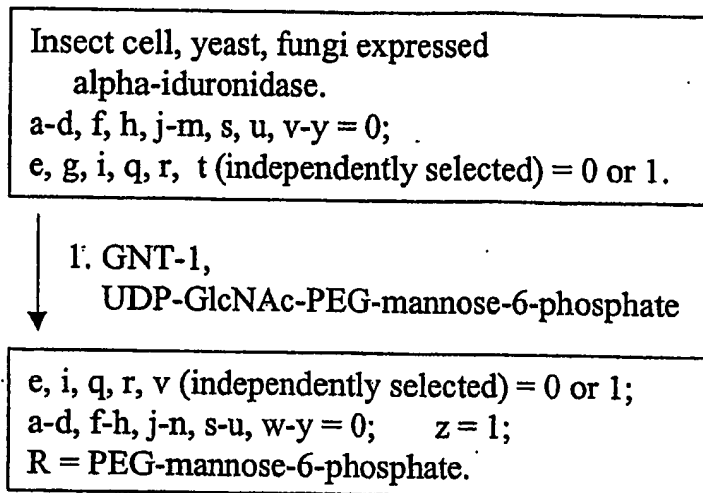 Insect cell, yeast, fungi expressed
alpha-iduronidase.
a-d, f, h, j-m, s, u, v-y = 0;
e, g, i, q, r, t (independently selected) = 0 or 1.
1. GNT-1,
UDP-GlcNAc-PEG-mannose-6-phosphate
e, i, q, r, v (independently selected) = 0 or 1;
a-d, f-h, j-n, s-u, w-y = 0; z = 1;
R = PEG-mannose-6-phosphate.